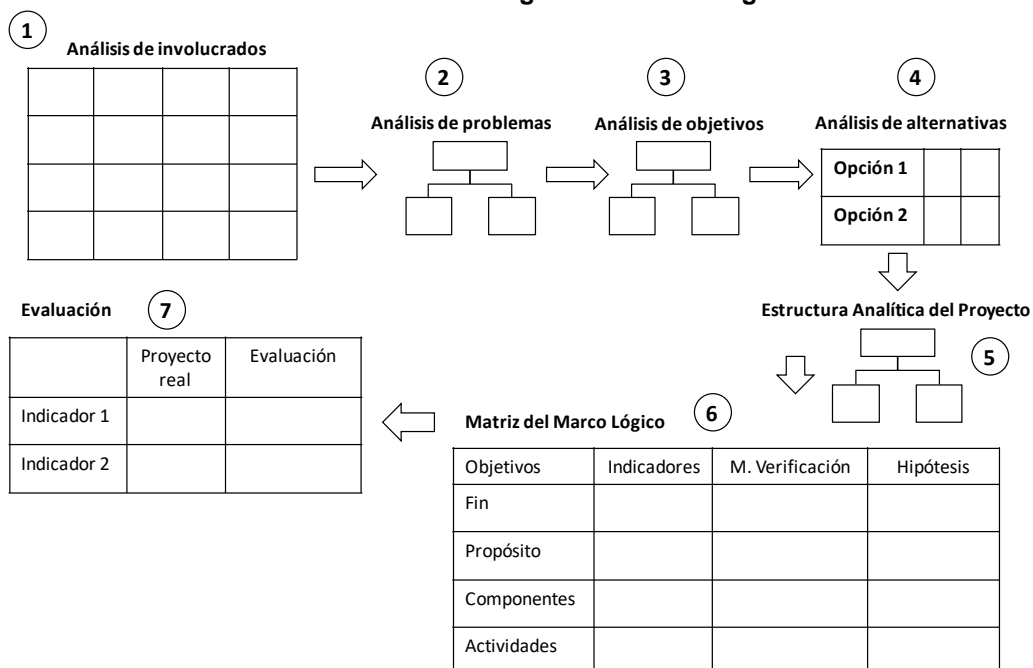 1
Análisis de involucrados
2
Análisis de problemas
3
Análisis de objetivos
4
Análisis de alternativas
Opción 1
Opción 2
Estructura Analítica del Proyecto
5
6
Matriz del Marco Lógico
Objetivos
Indicadores
M. Verificación
Hipótesis
Fin
Propósito
Componentes
Actividades
Evaluación
7
Proyecto
real
Evaluación
Indicador 1
Indicador 2